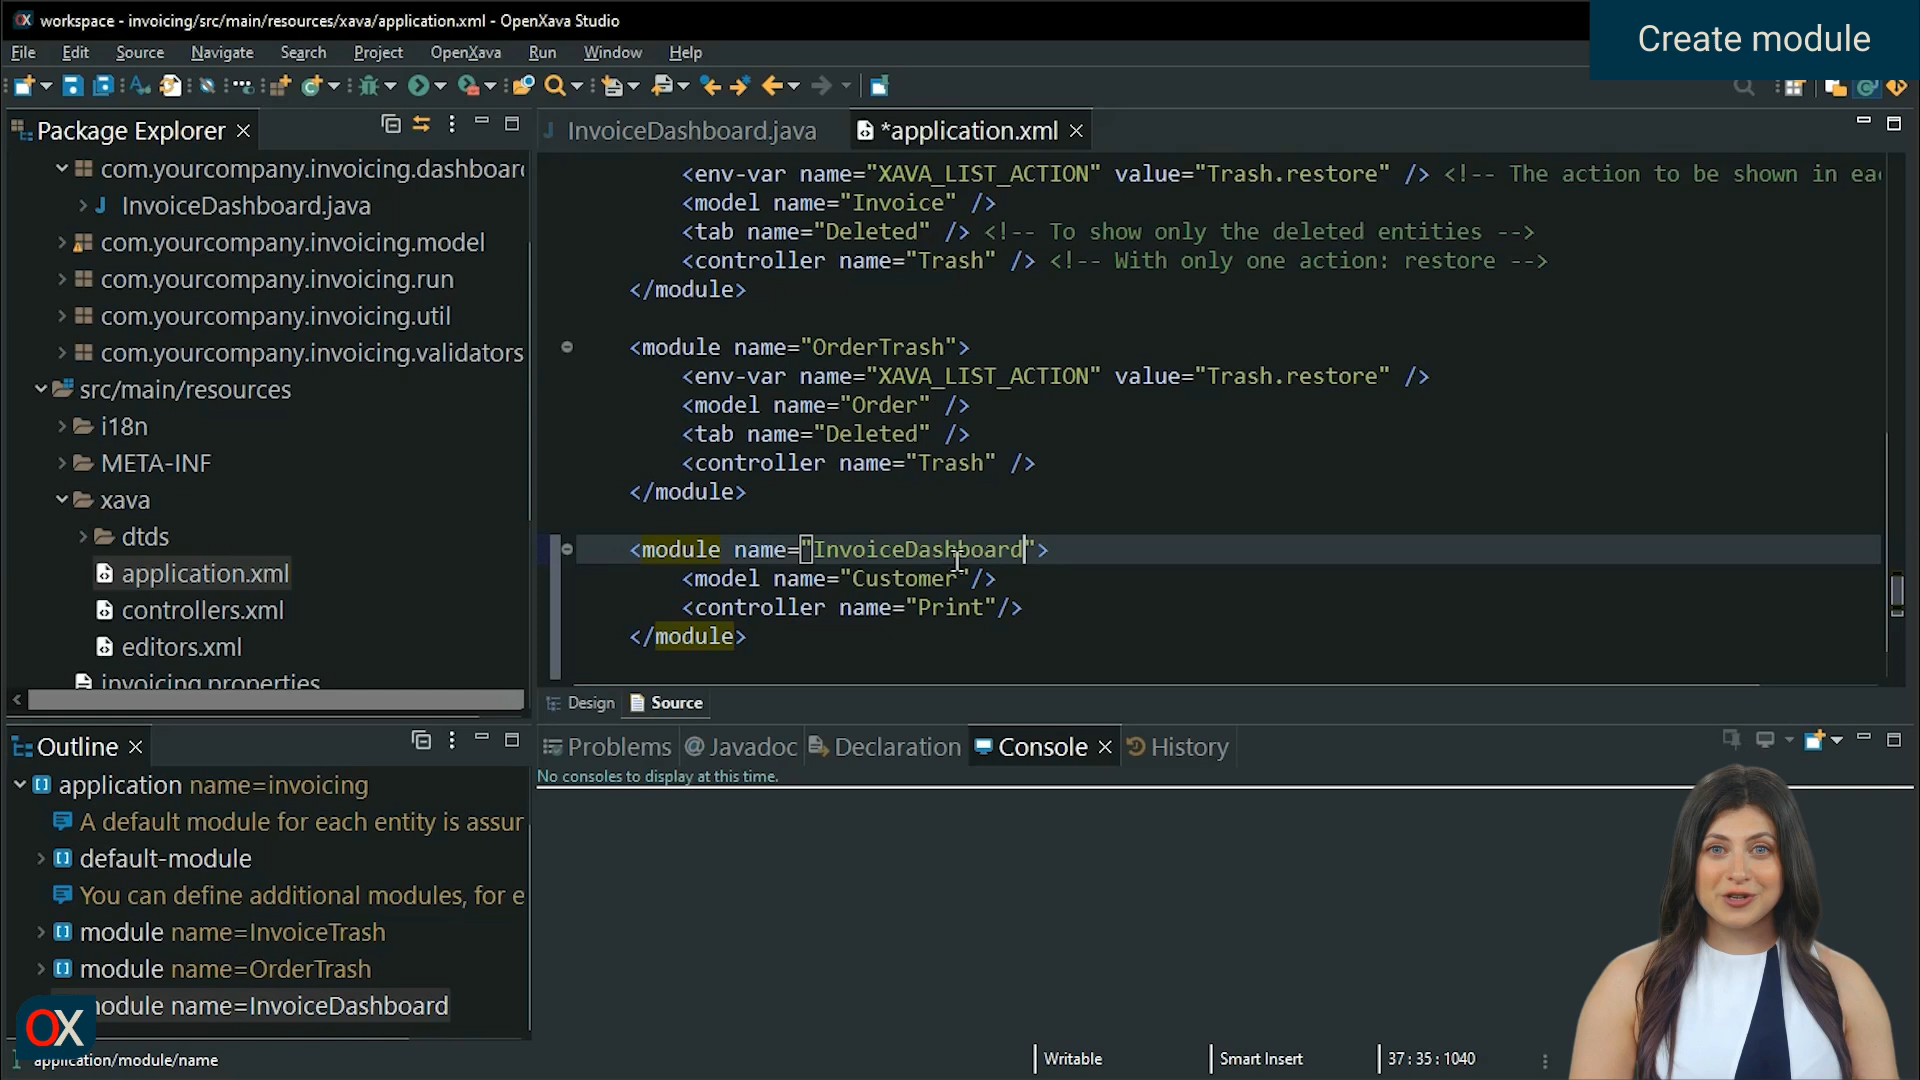 workspace - invoicing/src/main/resources/xava/application.xml - OpenXava Studio
Create module
File Edit Source Navigate Search Project OpenXava Run Window Help
Package Explorer
com.yourcompany.invoicing.dashboard
InvoiceDashboard.java
com.yourcompany.invoicing.model
com.yourcompany.invoicing.run
com.yourcompany.invoicing.util
com.yourcompany.invoicing.validators
src/main/resources
i18n
META-INF
xava
dtds
application.xml
controllers.xml
editors.xml
invoicing.properties
InvoiceDashboard.java *application.xml
<env-var name="XAVA_LIST_ACTION" value="Trash.restore" /> <!-- The action to be shown in eac
<model name="Invoice" />
<tab name="Deleted" /> <!-- To show only the deleted entities -->
<controller name="Trash" /> <!-- With only one action: restore -->
</module>
<module name="OrderTrash">
<env-var name="XAVA_LIST_ACTION" value="Trash.restore" />
<model name="Order" />
<tab name="Deleted" />
<controller name="Trash" />
</module>
<module name="InvoiceDashboard">
<model name="Customer"/>
<controller name="Print"/>
</module>
Design Source
Outline
application name=invoicing
A default module for each entity is assur
default-module
You can define additional modules, for e
module name=InvoiceTrash
module name=OrderTrash
module name=InvoiceDashboard
Problems @ Javadoc Declaration Console History
No consoles to display at this time.
OX
application/module/name
Writable Smart Insert 37 : 35 : 1040